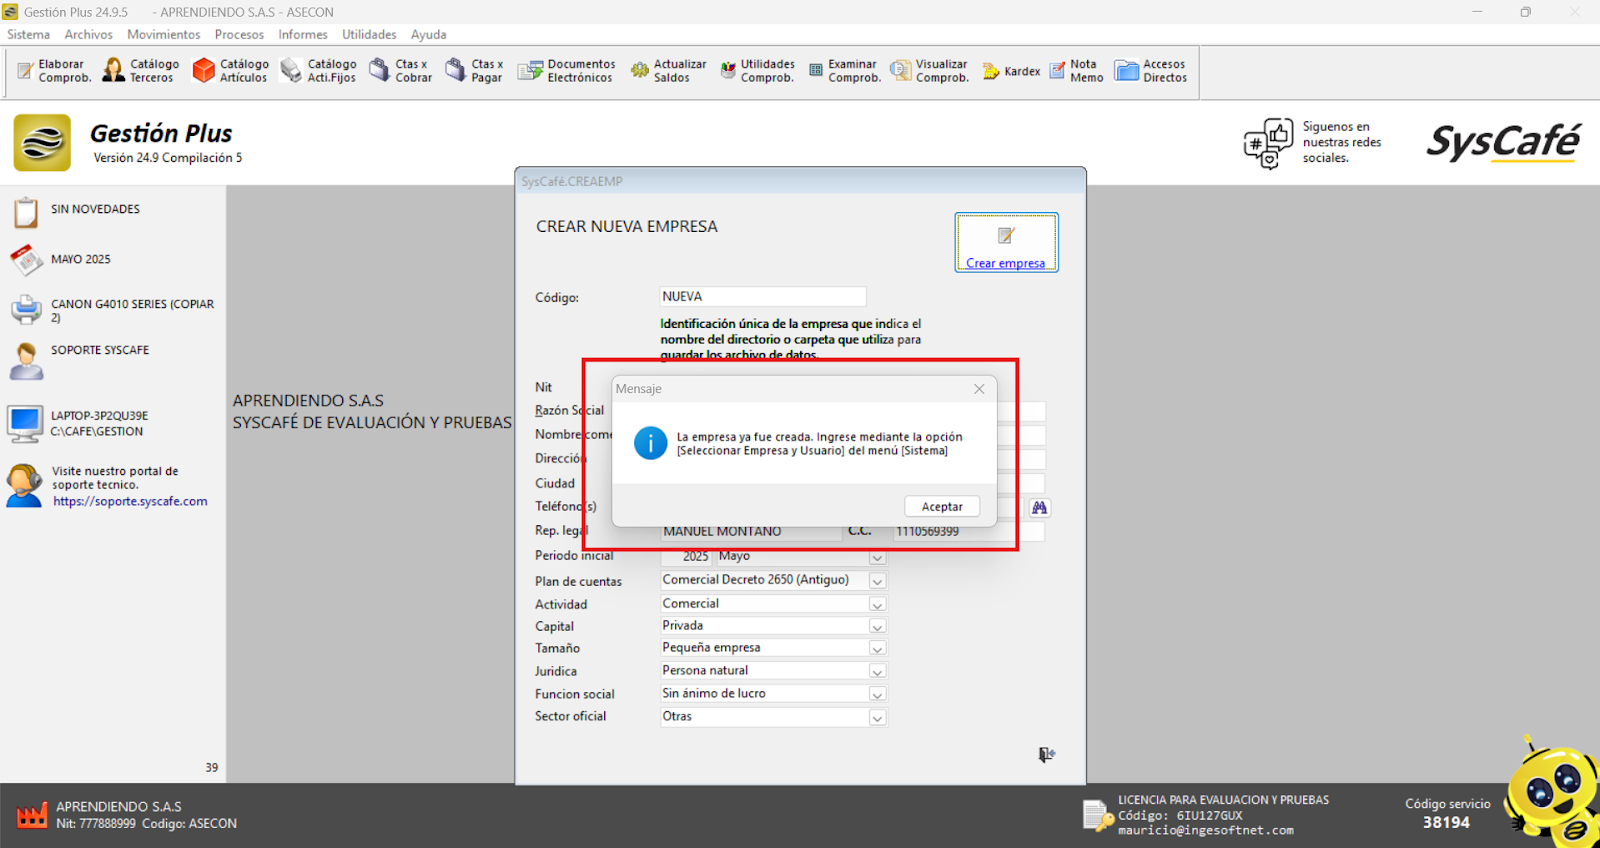 Gestión Plus 24.9.5 - APRENDIENDO S.A.S - ASECON
Sistema Archivos Movimientos Procesos Informes Utilidades Ayuda
Elaborar Comprob.
Catálogo Terceros
Catálogo Artículos
Catálogo Acti.Fijos
Ctas x Cobrar
Ctas x Pagar
Documentos Electrónicos
Actualizar Saldos
Utilidades Comprob.
Examinar Comprob.
Visualizar Comprob.
Kardex
Nota Memo
Accesos Directos
Gestión Plus
Versión 24.9 Compilación 5
Siguenos en
nuestras redes
sociales.
SysCafé
SIN NOVEDADES
MAYO 2025
CANON G4010 SERIES (COPIAR
2)
SOPORTE SYSCAFE
LAPTOP-3P2QU39E
C:\CAFE\GESTION
Visite nuestro portal de
soporte tecnico.
https://soporte.syscafe.com
39
APRENDIENDO S.A.S
SYSCAFÉ DE EVALUACIÓN Y PRUEBAS
SysCafé.CREAEMP
CREAR NUEVA EMPRESA
Crear empresa
Código: NUEVA
Identificación única de la empresa que indica el
nombre del directorio o carpeta que utiliza para
guardar los archivo de datos.
Nit
Razón Social
Nombre come
Dirección
Ciudad
Teléfono(s)
Mensaje
La empresa ya fue creada. Ingrese mediante la opción
[Seleccionar Empresa y Usuario] del menú [Sistema]
Aceptar
Rep. legal MANUEL MONTAÑO C.C. 1110569399
Periodo inicial 2025 Mayo
Plan de cuentas Comercial Decreto 2650 (Antiguo)
Actividad Comercial
Capital Privada
Tamaño Pequeña empresa
Juridica Persona natural
Funcion social Sin ánimo de lucro
Sector oficial Otras
APRENDIENDO S.A.S
Nit: 777888999 Codigo: ASECON
LICENCIA PARA EVALUACION Y PRUEBAS
Código: 6IU127GUX
mauricio@ingesoftnet.com
Código servicio
38194